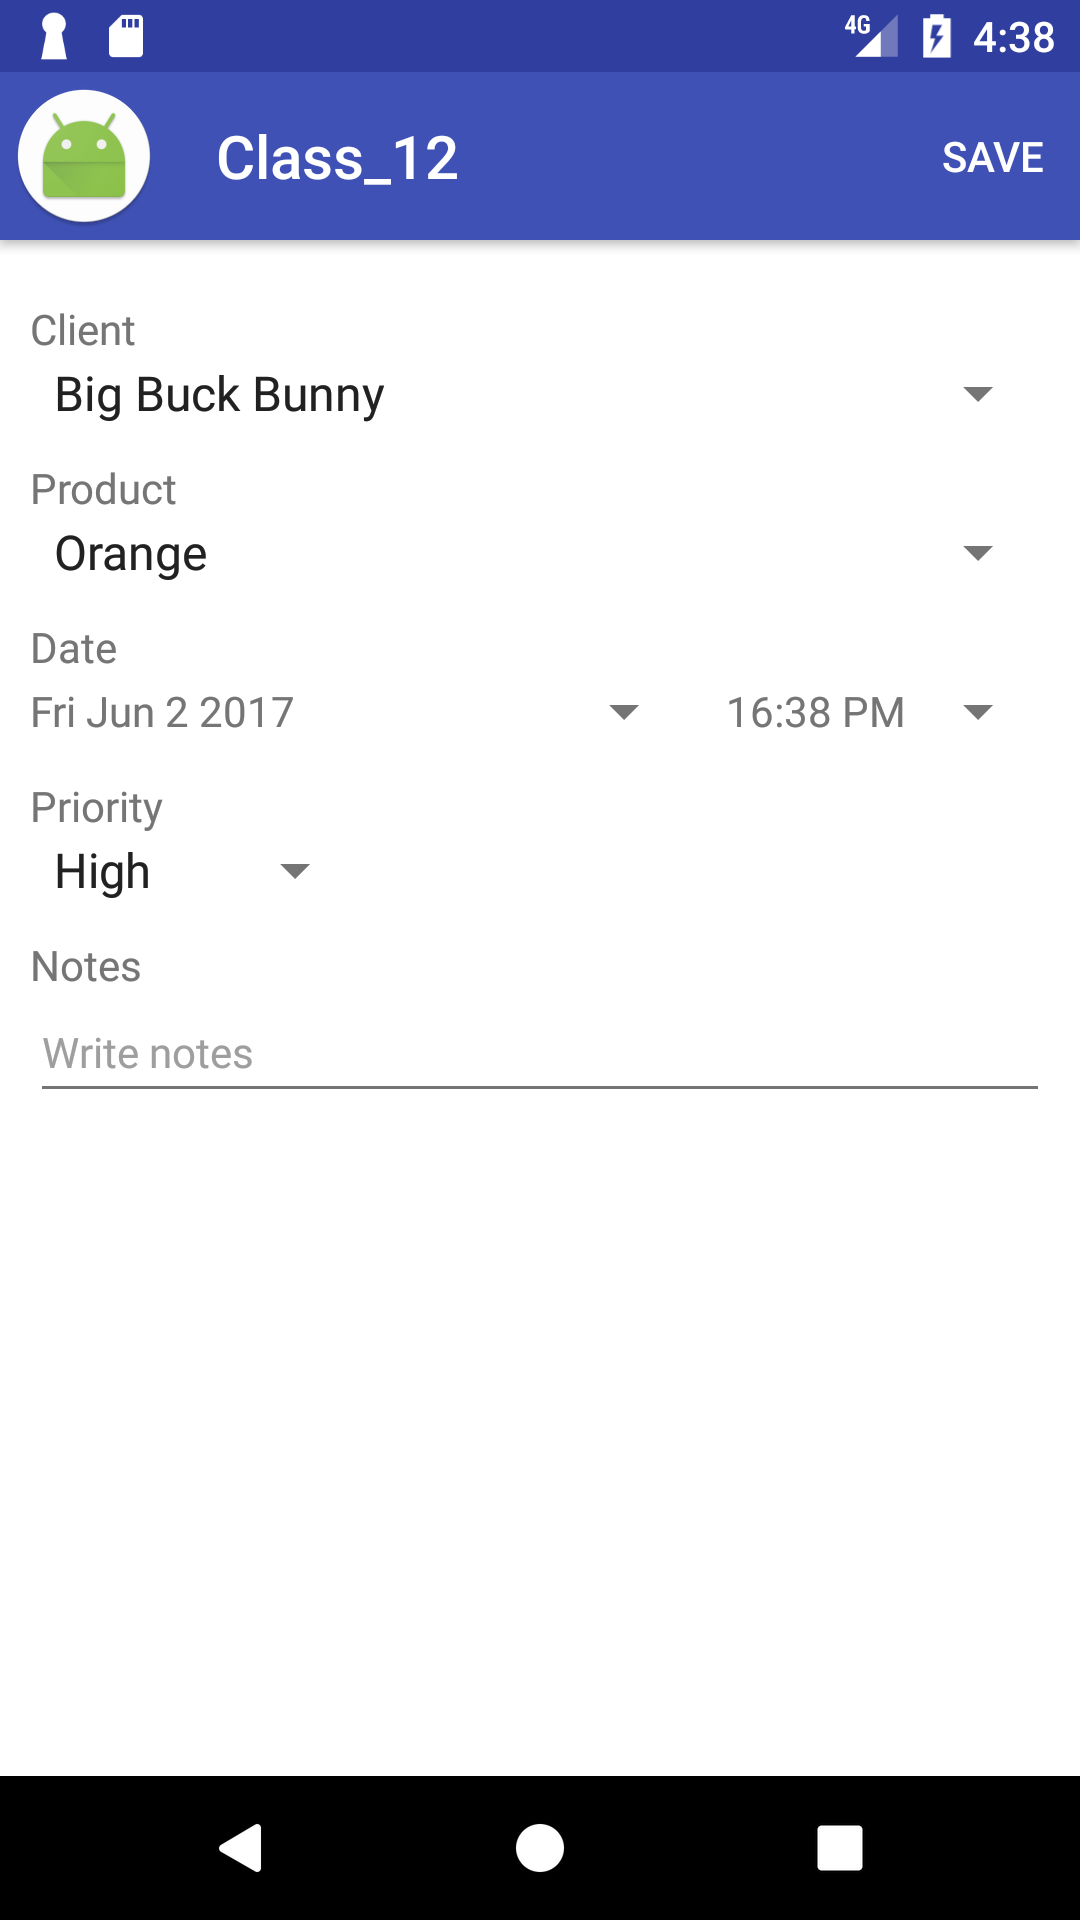 4G 4:38
Class_12 SAVE
Client
Big Buck Bunny
Product
Orange
Date
Fri Jun 2 2017 16:38 PM
Priority
High
Notes
Write notes